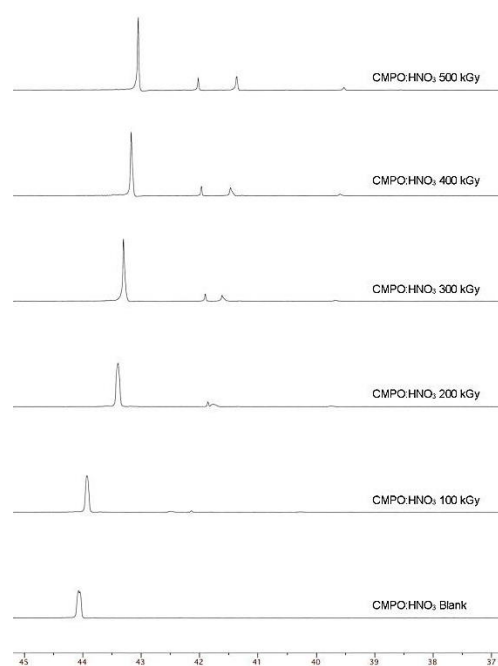 CMPO:HNO₃ 500 kGy
CMPO:HNO₃ 400 kGy
CMPO:HNO₃ 300 kGy
CMPO:HNO₃ 200 kGy
CMPO:HNO₃ 100 kGy
CMPO:HNO₃ Blank
45 44 43 42 41 40 39 38 37